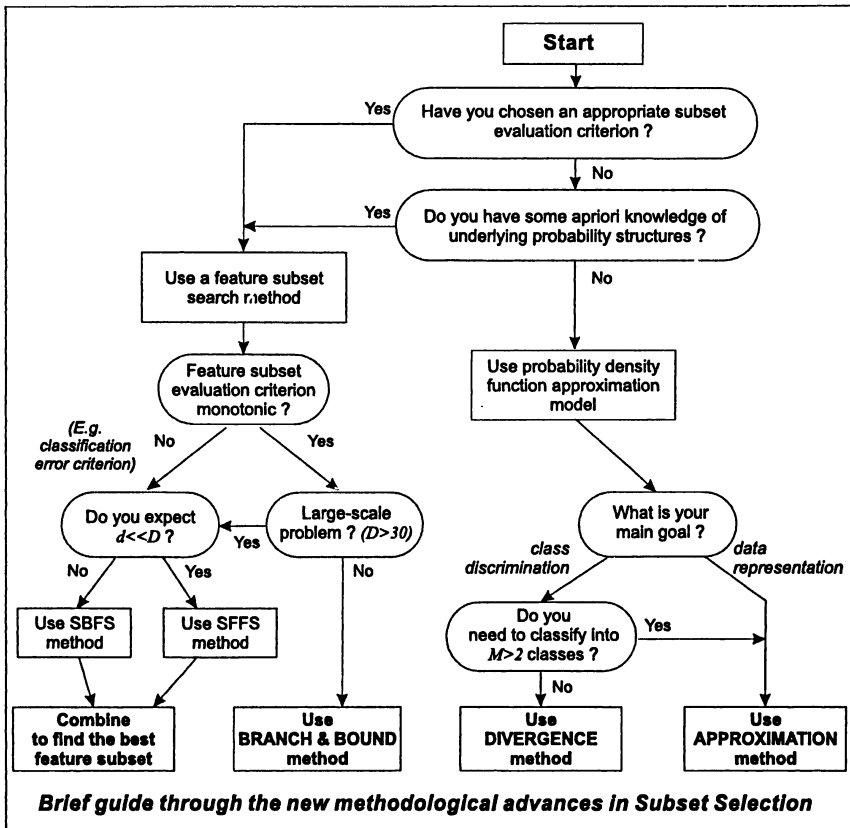 Start
Yes
Have you chosen an appropriate subset
evaluation criterion ?
No
Yes
Do you have some apriori knowledge of
underlying probability structures ?
No
Use a feature subset
search method
Feature subset
evaluation criterion
monotonic ?
Use probability density
function approximation
model
(E.g.
classification
error criterion)
No
Yes
Do you expect
d<<D ?
Yes
Large-scale
problem ? (D>30)
What is your
main goal ?
class
discrimination
data
representation
No
Yes
No
Use SBFS
method
Use SFFS
method
Do you
need to classify into
M>2 classes ?
Yes
No
Combine
to find the best
feature subset
Use
BRANCH & BOUND
method
Use
DIVERGENCE
method
Use
APPROXIMATION
method
Brief guide through the new methodological advances in Subset Selection